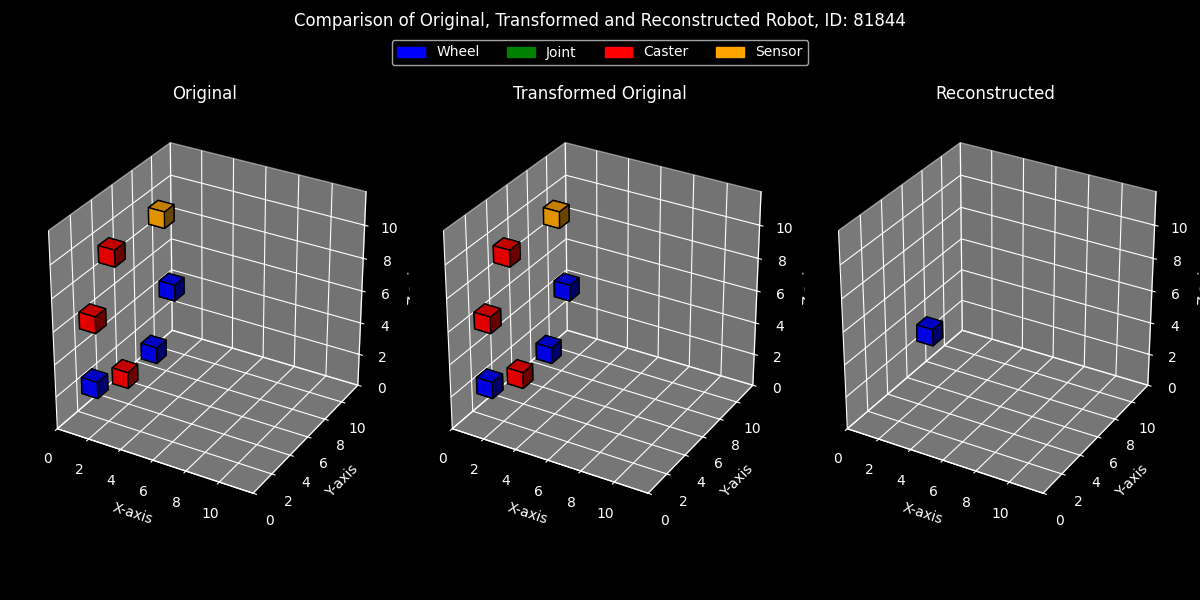 Comparison of Original, Transformed and Reconstructed Robot, ID: 81844
Wheel Joint Caster Sensor
Original Transformed Original Reconstructed
10 10 10
8 8 8
6 6 6
4 4 4
2 2 2
0 0 0
0 2 4 6 8 10 0 2 4 6 8 10 0 2 4 6 8 10
X-axis X-axis X-axis
0 2 4 6 8 10 0 2 4 6 8 10 0 2 4 6 8 10
Y-axis Y-axis Y-axis